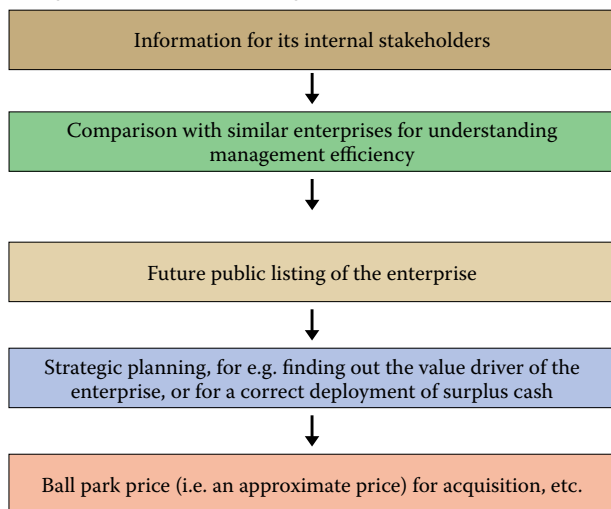 Information for its internal stakeholders
Comparison with similar enterprises for understanding
management efficiency
Future public listing of the enterprise
Strategic planning, for e.g. finding out the value driver of the
enterprise, or for a correct deployment of surplus cash
Ball park price (i.e. an approximate price) for acquisition, etc.